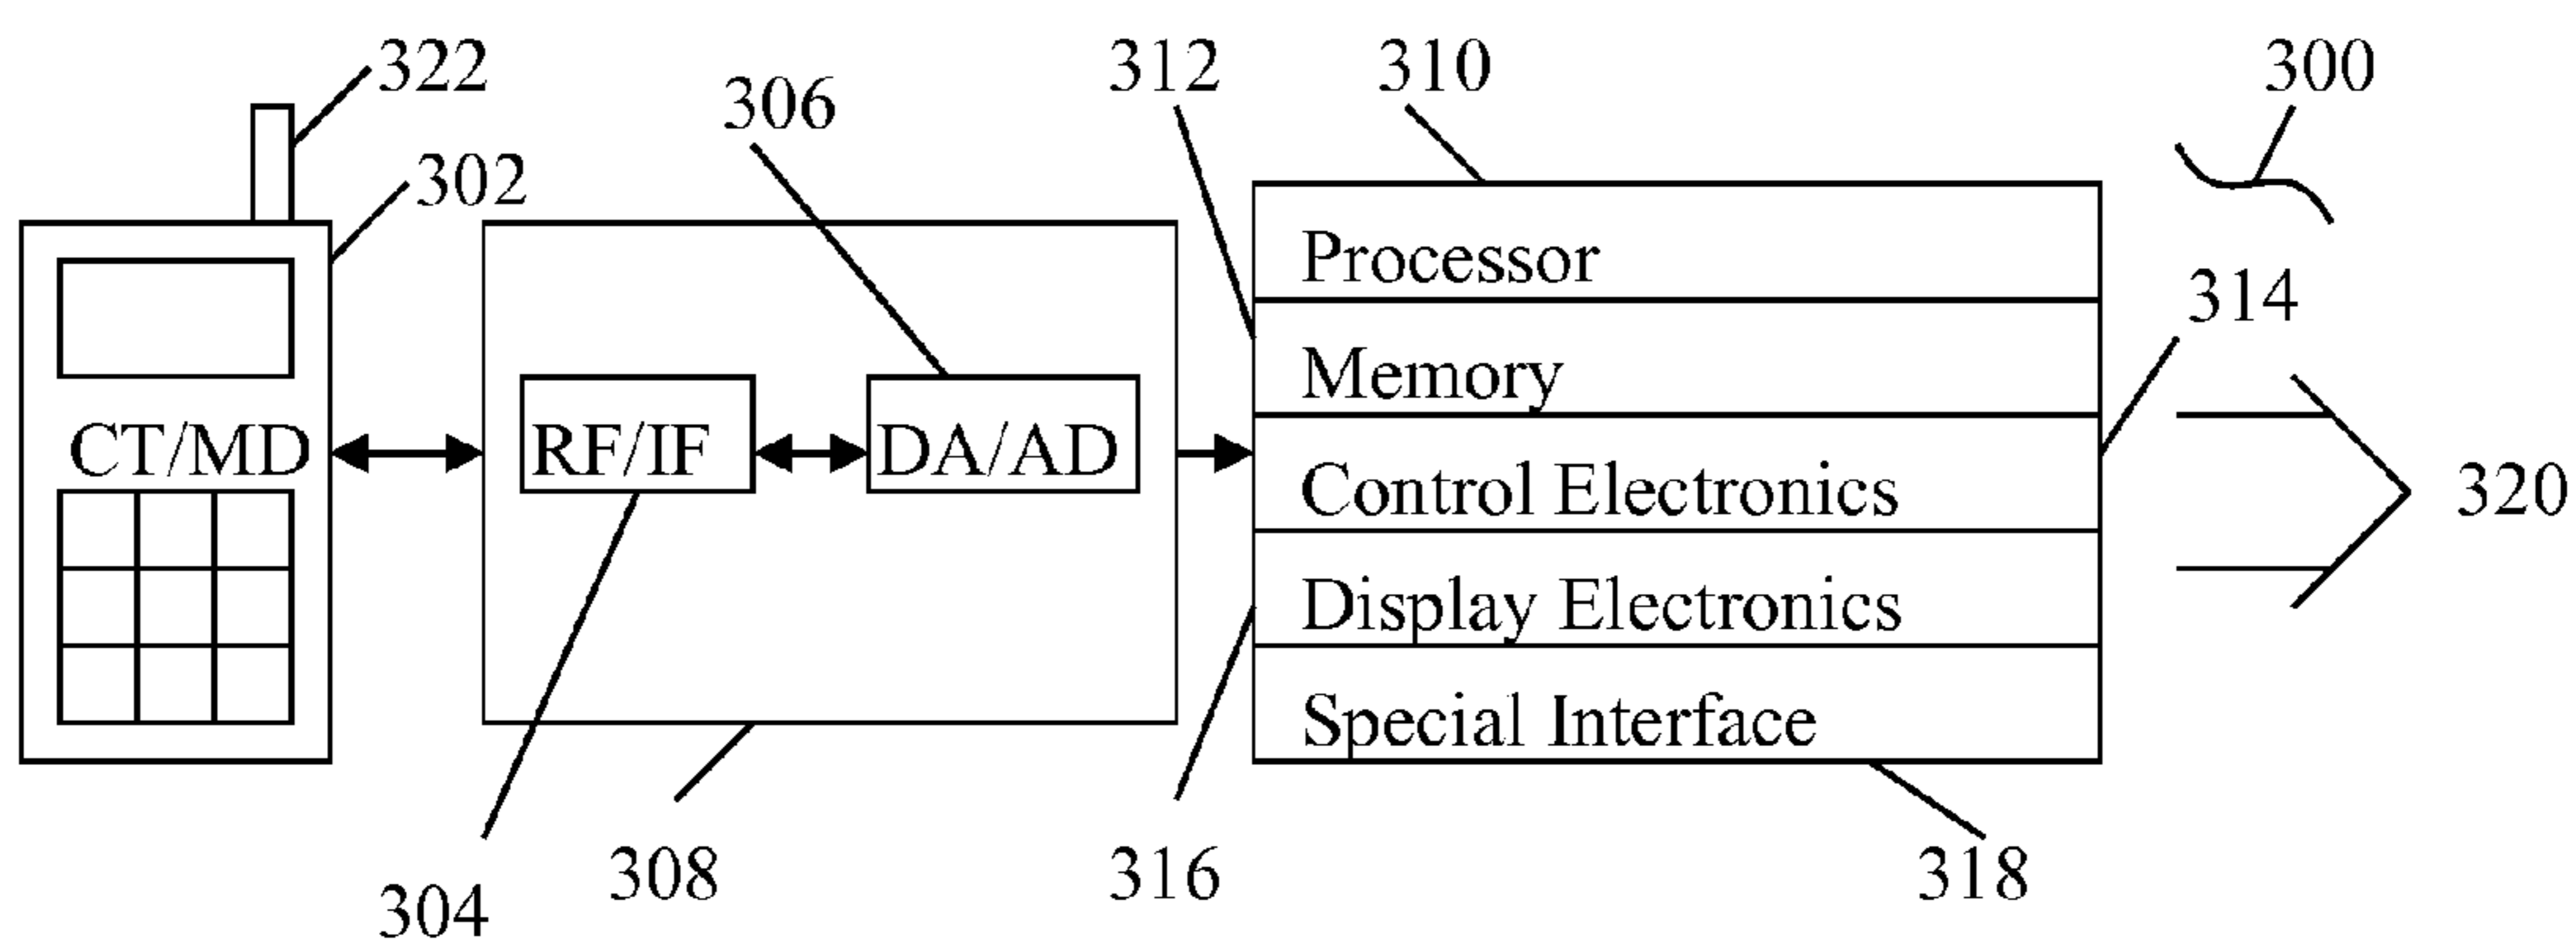 322
312
310
300
306
302
Processor
314
Memory
CT/MD
RF/IF
DA/AD
Control Electronics
320
Display Electronics
Special Interface
308
316
318
304